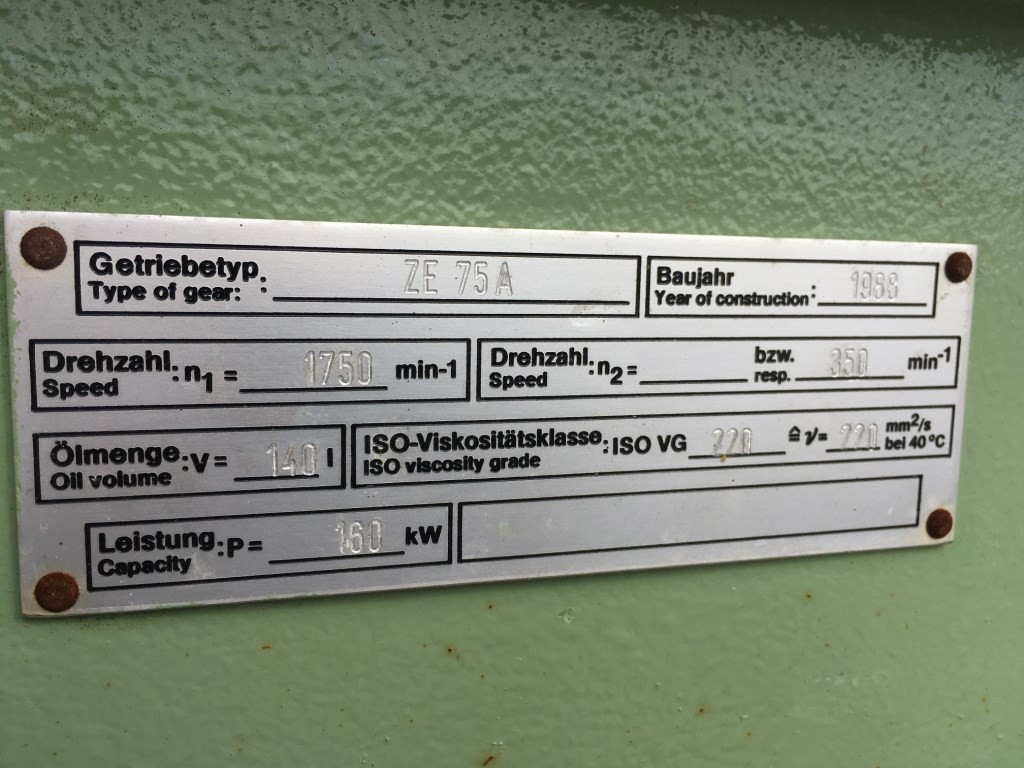 Getriebetyp. : ZE 75 A
Type of gear:
Baujahr : 1988
Year of construction
Drehzahl : n1 = 1750 min-1
Speed
Drehzahl : n2 = bzw. 350 min-1
Speed resp.
Ölmenge : V = 140 l
Oil volume
ISO-Viskositätsklasse : ISO VG 220 ≙ ν = 220 mm²/s
ISO viscosity grade bei 40 °C
Leistung : P = 160 kW
Capacity